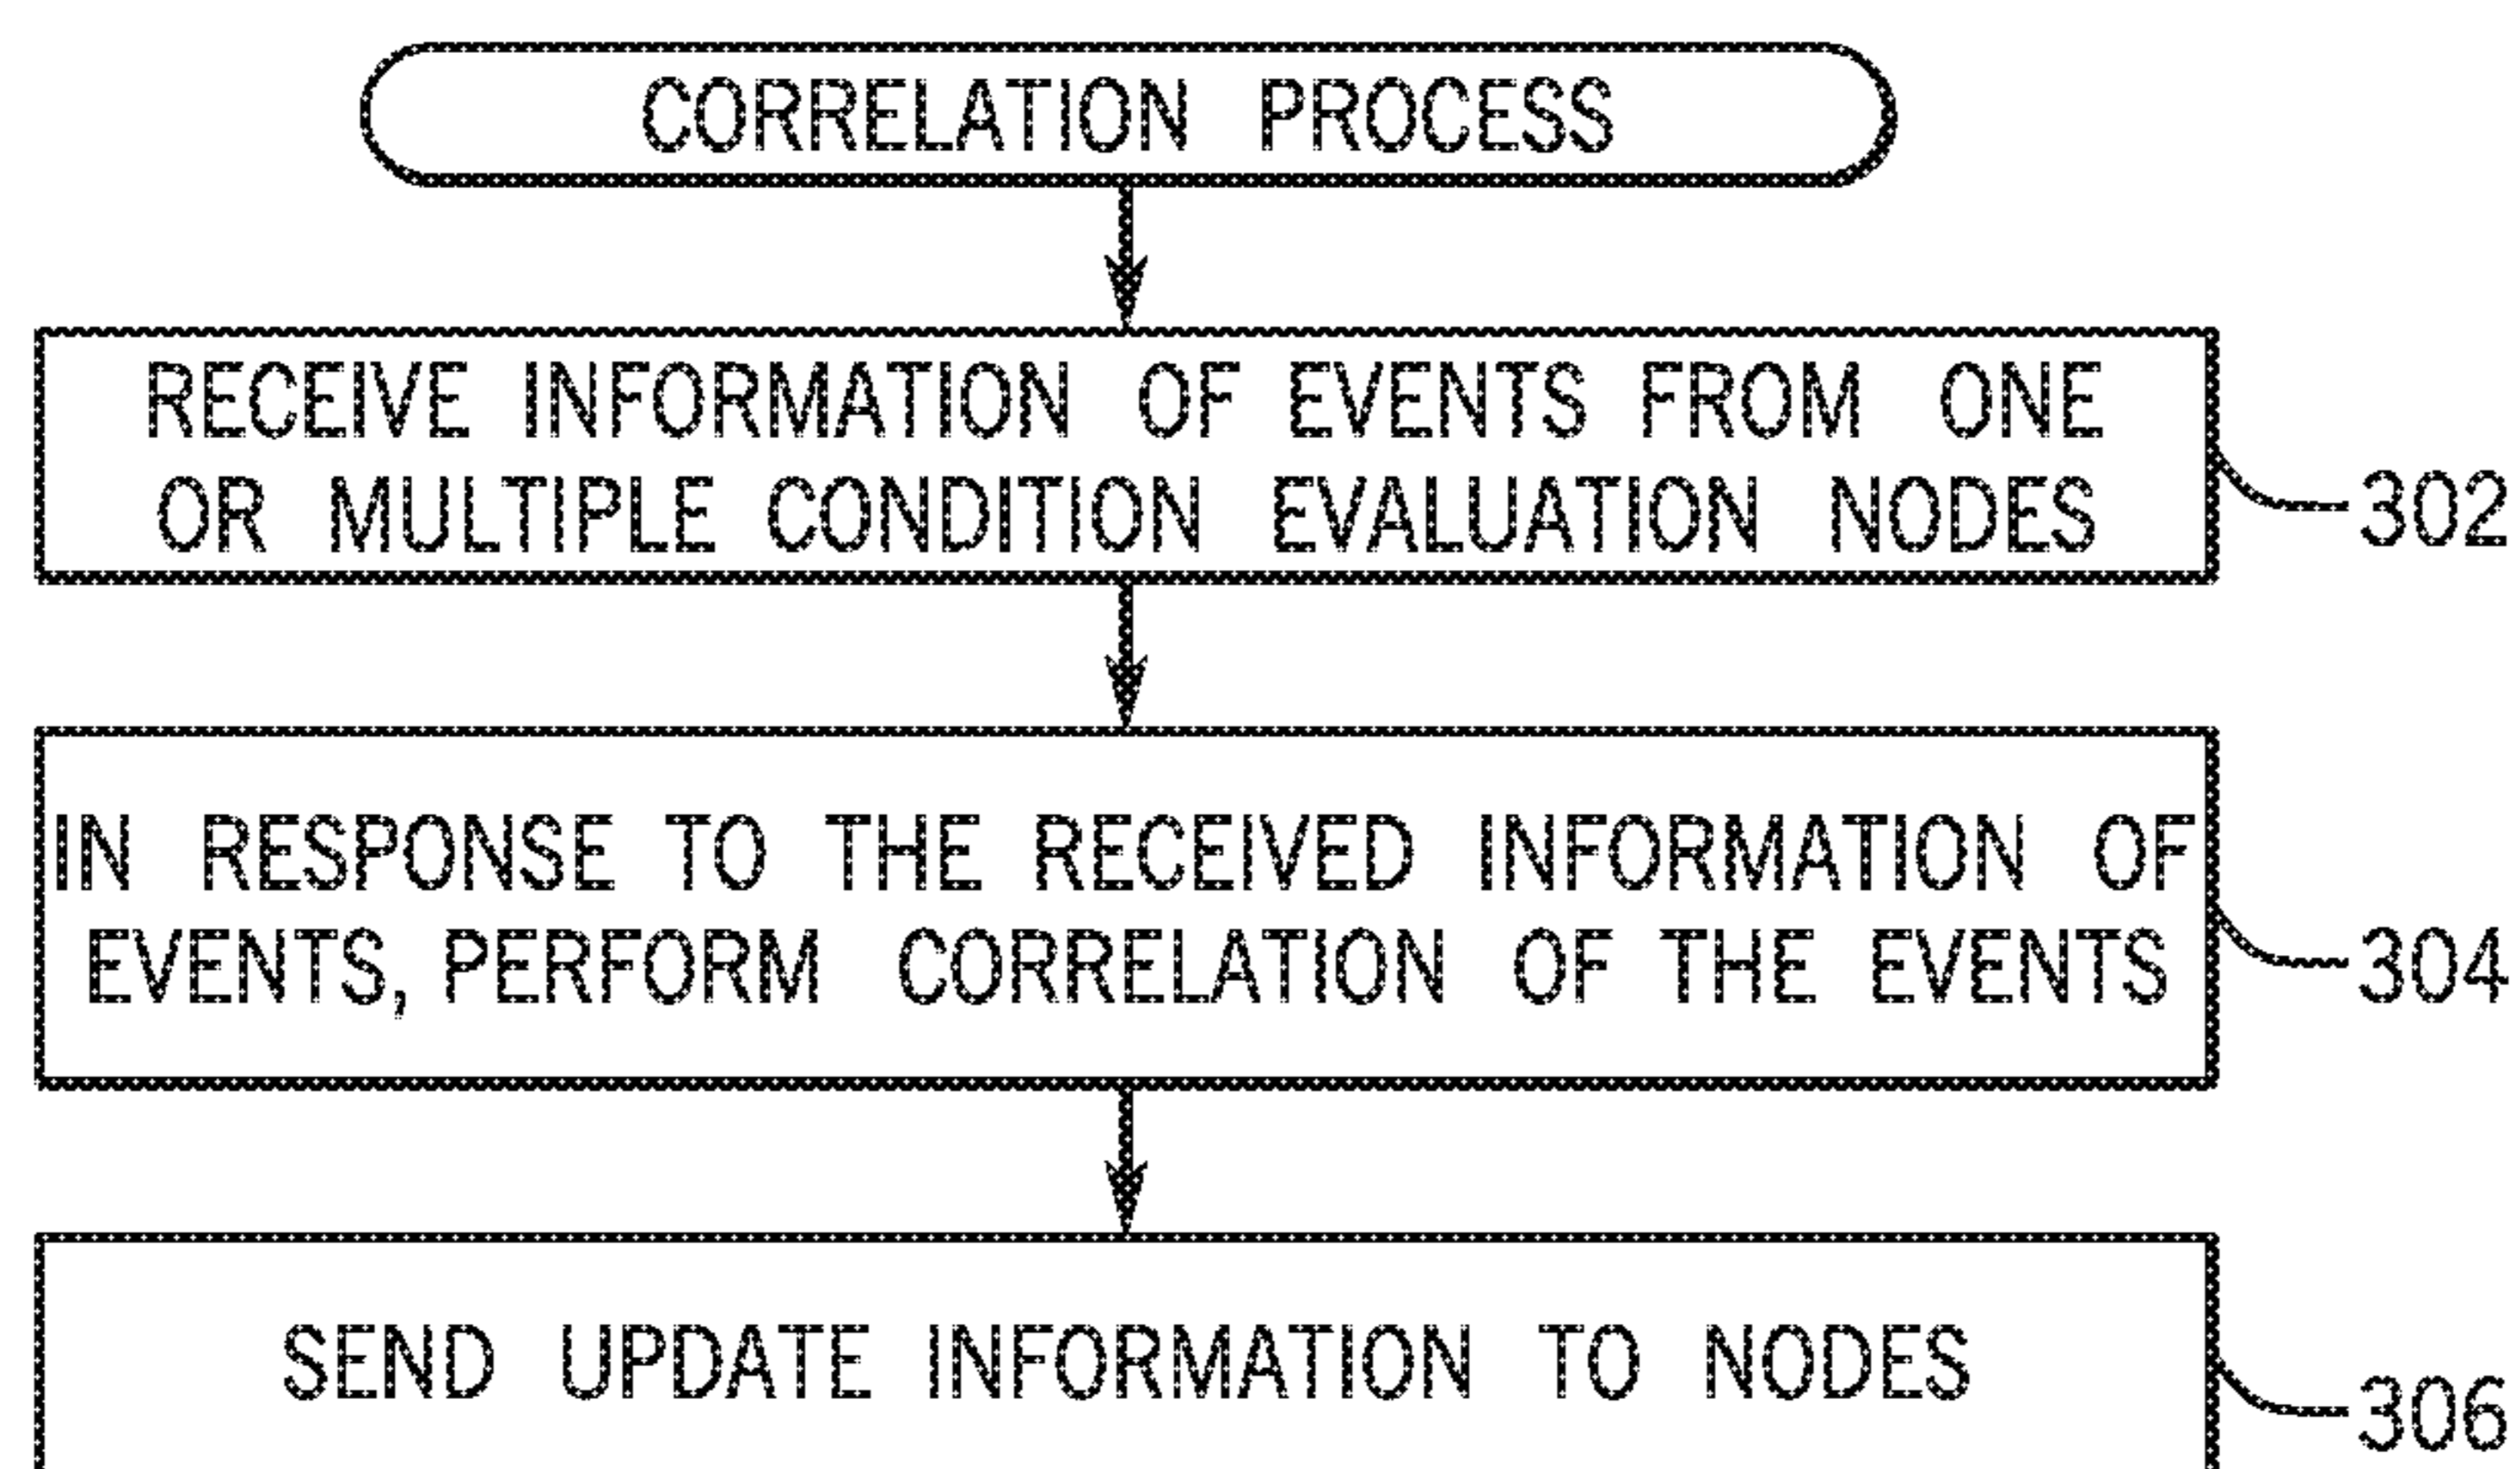 CORRELATION PROCESS
RECEIVE INFORMATION OF EVENTS FROM ONE
OR MULTIPLE CONDITION EVALUATION NODES
302
IN RESPONSE TO THE RECEIVED INFORMATION OF
EVENTS, PERFORM CORRELATION OF THE EVENTS
304
SEND UPDATE INFORMATION TO NODES
306